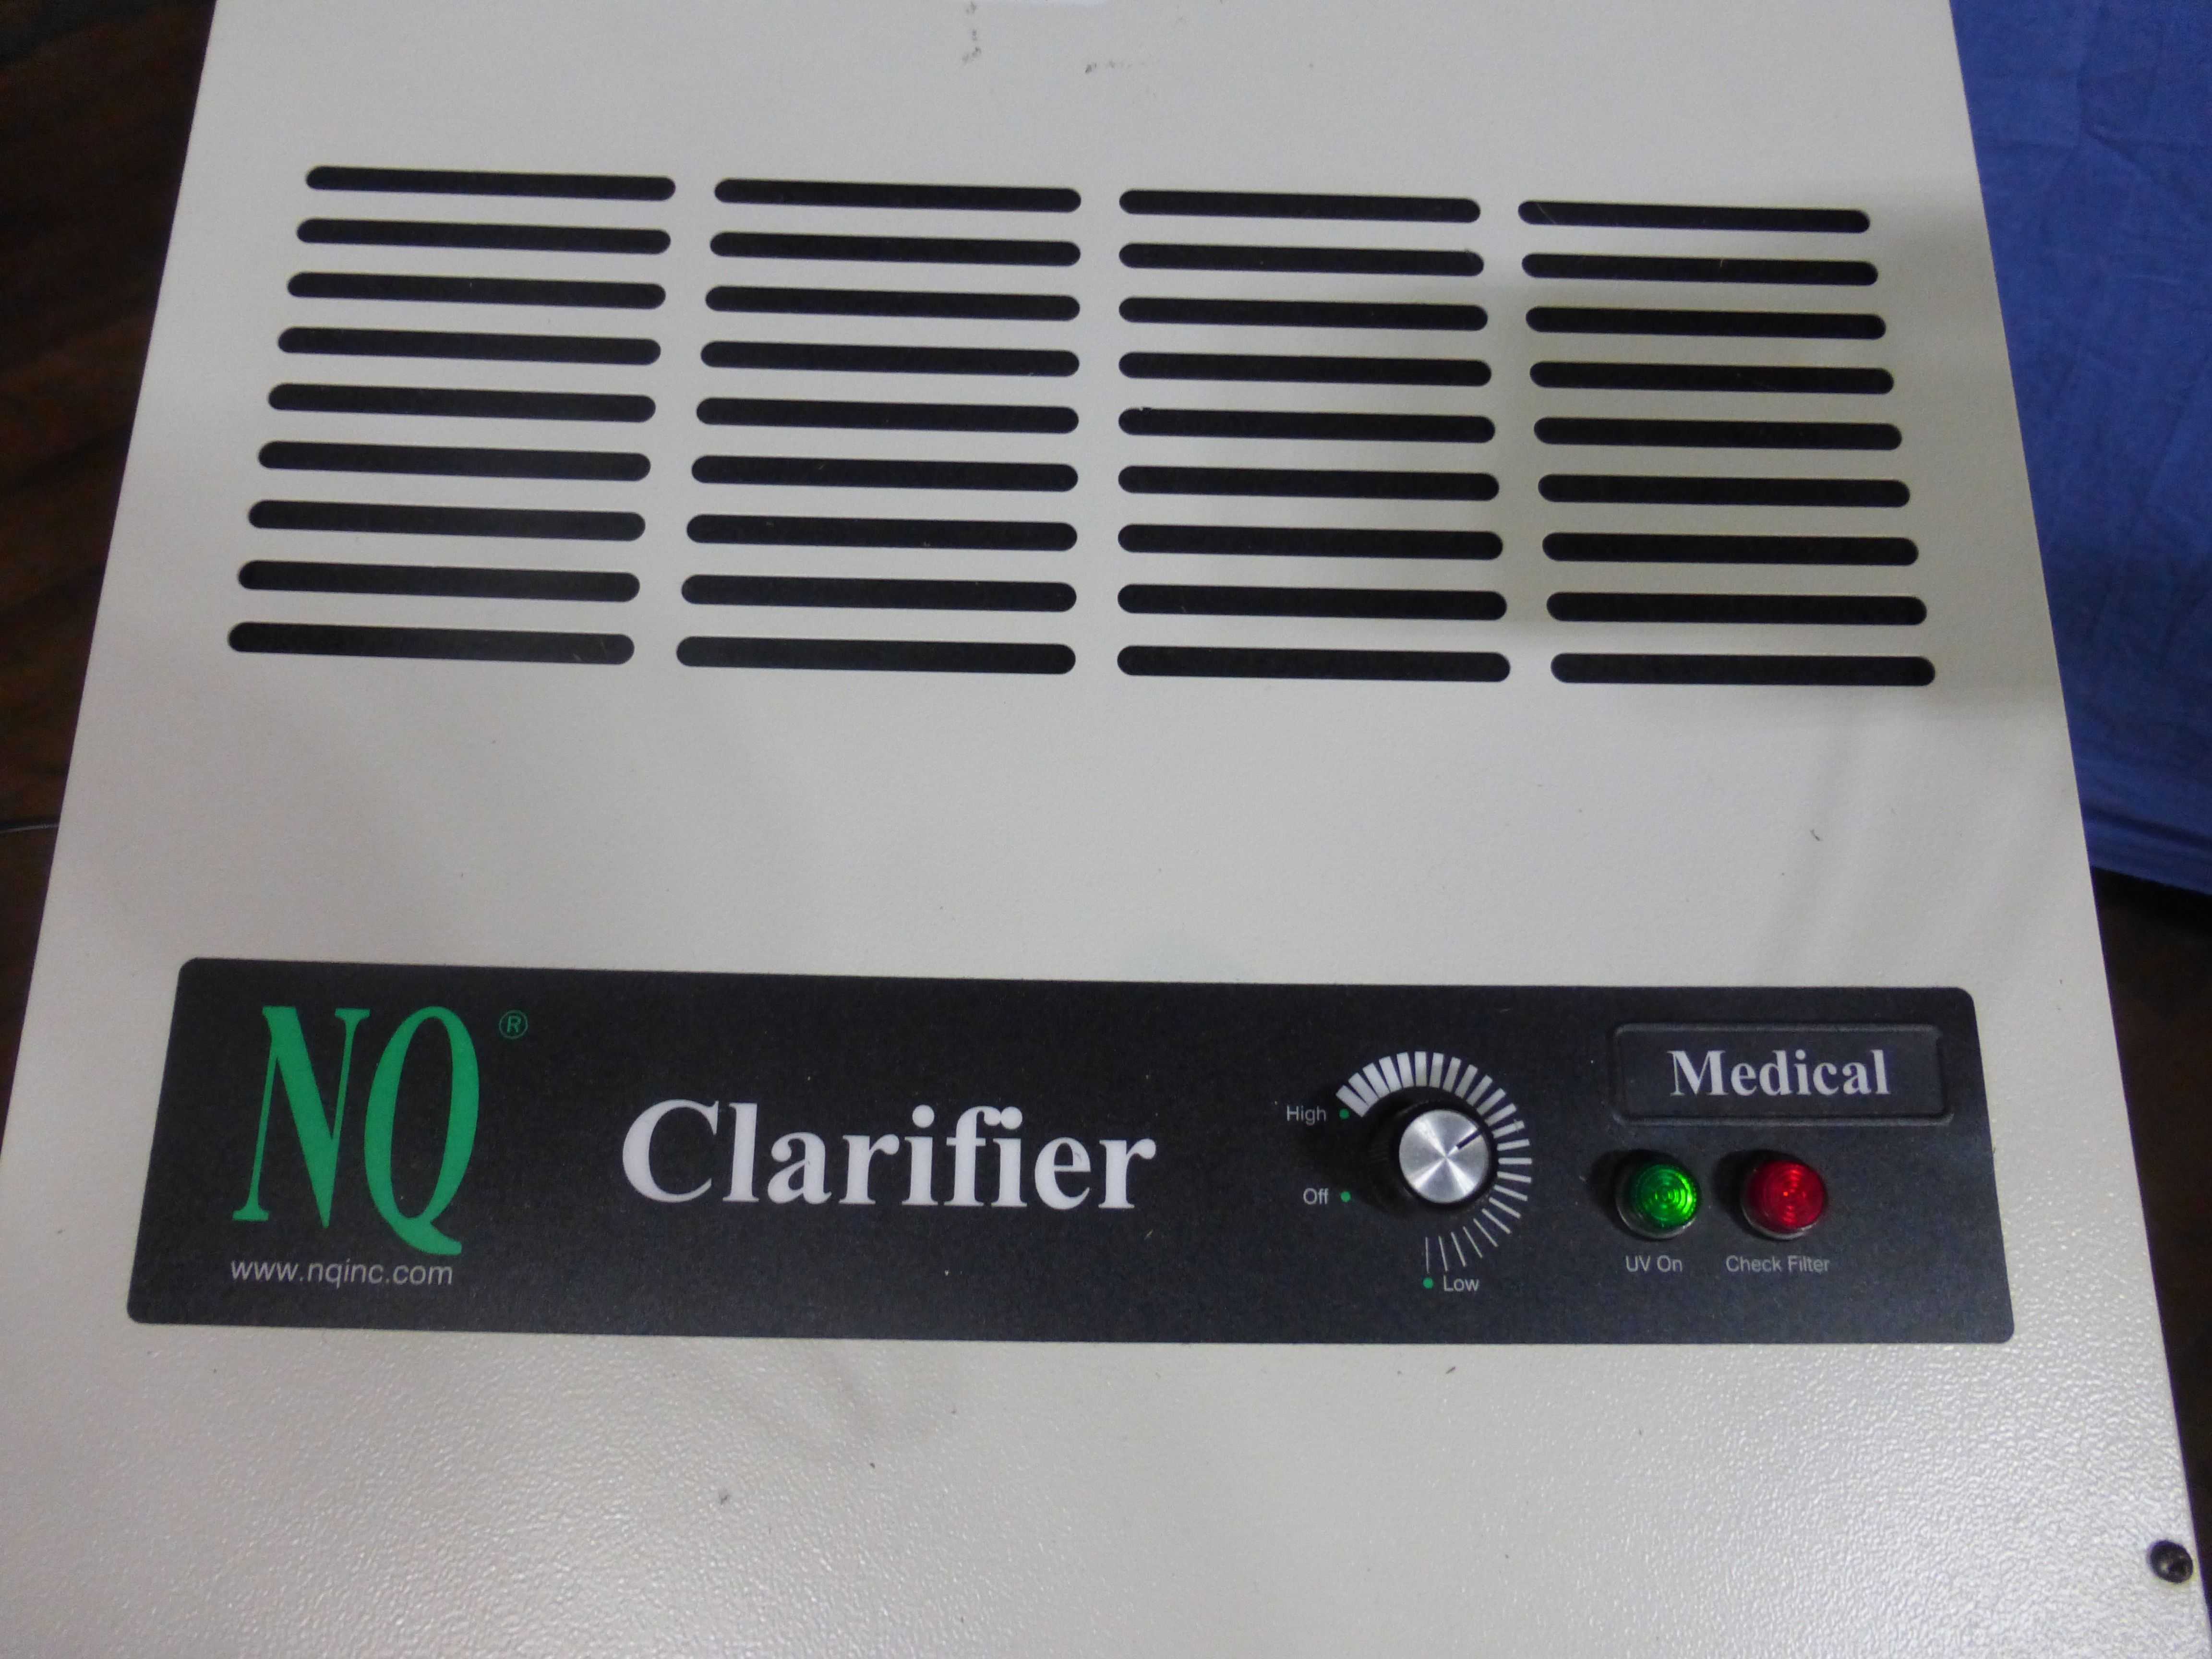 NQ®
www.nqinc.com
Clarifier
High
Off
Low
Medical
UV On
Check Filter